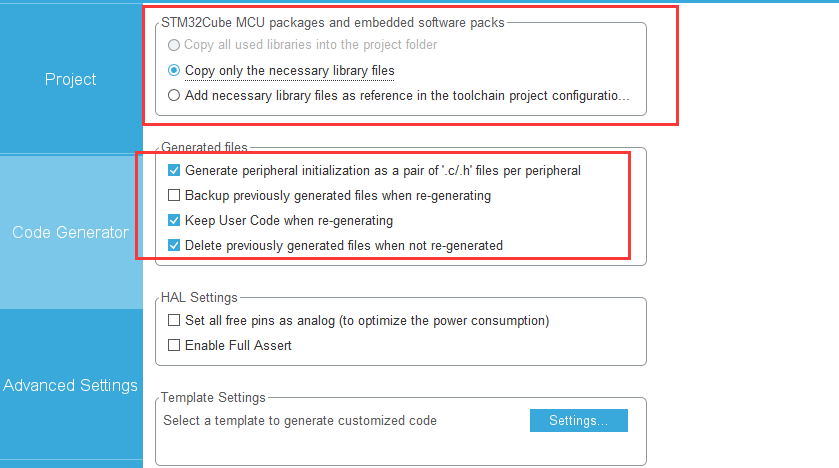 Project
Code Generator
Advanced Settings
STM32Cube MCU packages and embedded software packs
Copy all used libraries into the project folder
Copy only the necessary library files
Add necessary library files as reference in the toolchain project configuratio...
Generated files
Generate peripheral initialization as a pair of '.c/.h' files per peripheral
Backup previously generated files when re-generating
Keep User Code when re-generating
Delete previously generated files when not re-generated
HAL Settings
Set all free pins as analog (to optimize the power consumption)
Enable Full Assert
Template Settings
Select a template to generate customized code
Settings...